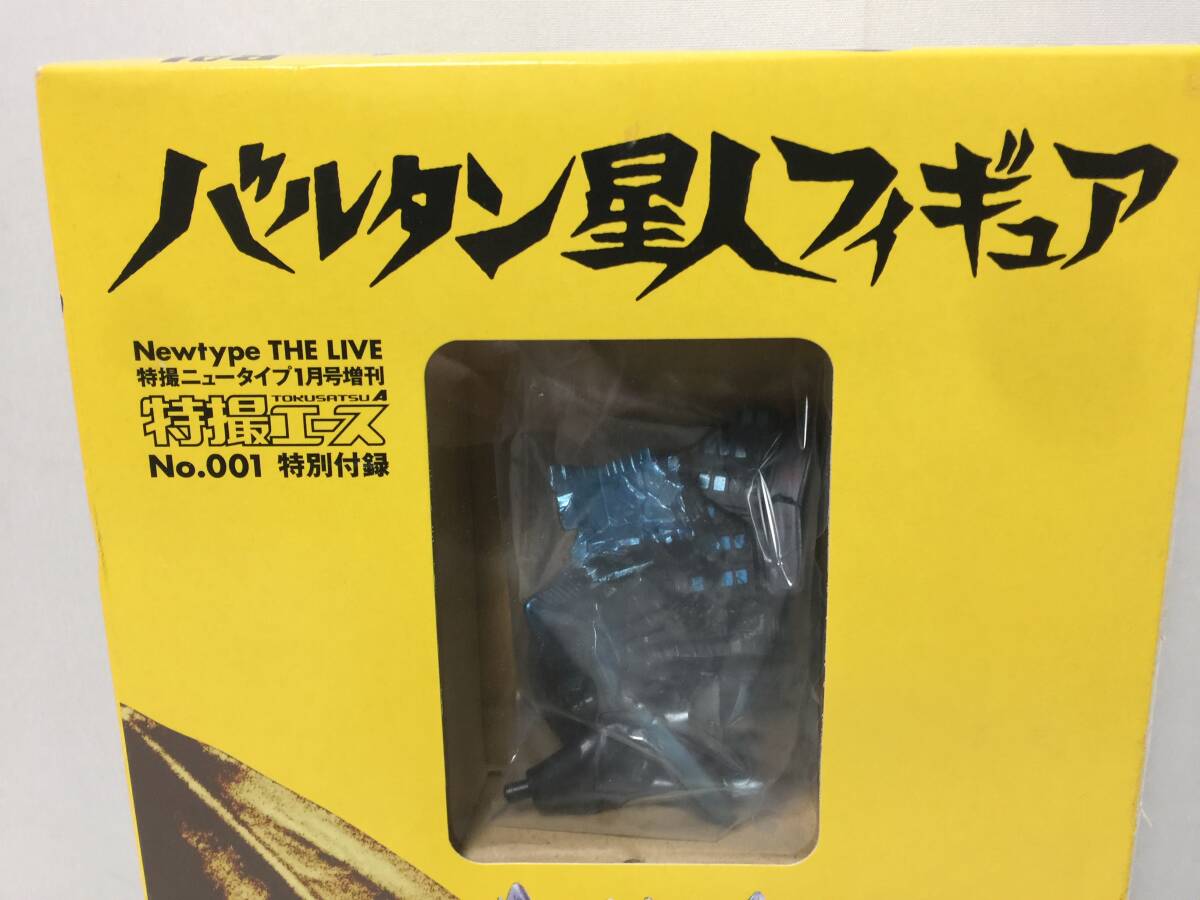 バルタン星人フィギュア
Newtype THE LIVE
特撮ニュータイプ1月号増刊
TOKUSATSU A
特撮エース
No.001 特別付録